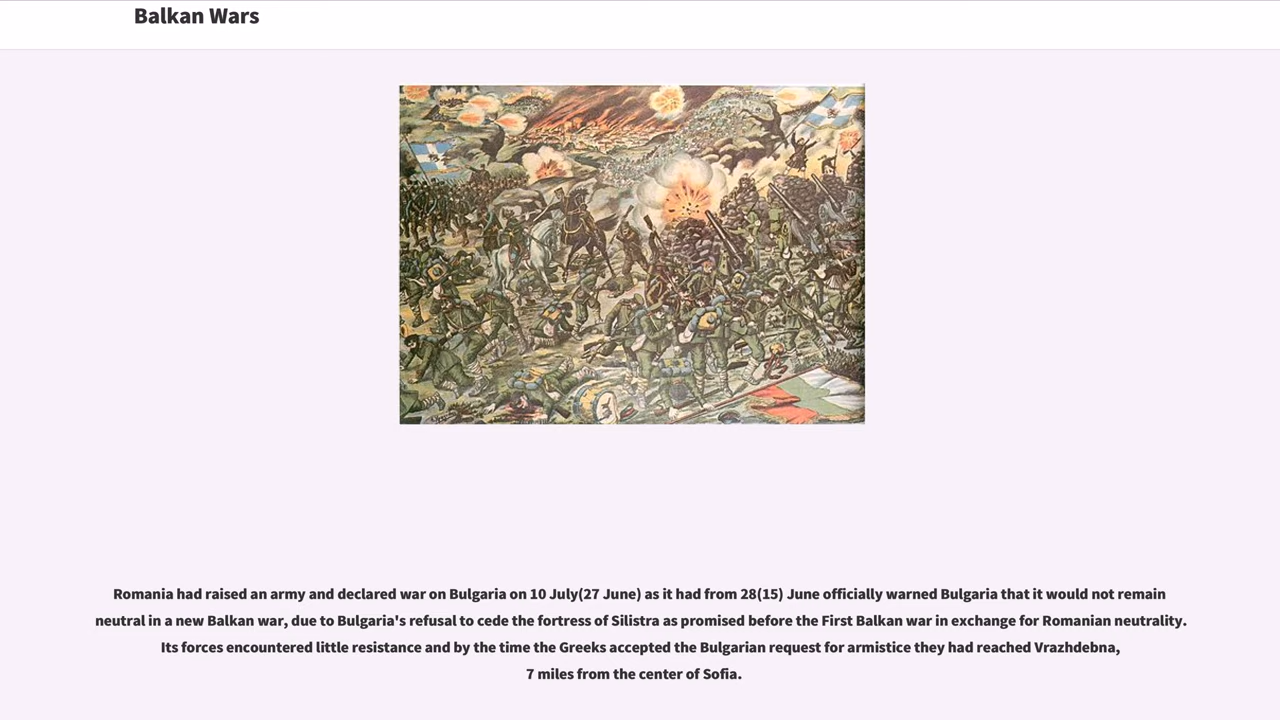 Balkan Wars
Romania had raised an army and declared war on Bulgaria on 10 July(27 June) as it had from 28(15) June officially warned Bulgaria that it would not remain
neutral in a new Balkan war, due to Bulgaria's refusal to cede the fortress of Silistra as promised before the First Balkan war in exchange for Romanian neutrality.
Its forces encountered little resistance and by the time the Greeks accepted the Bulgarian request for armistice they had reached Vrazhdebna,
7 miles from the center of Sofia.